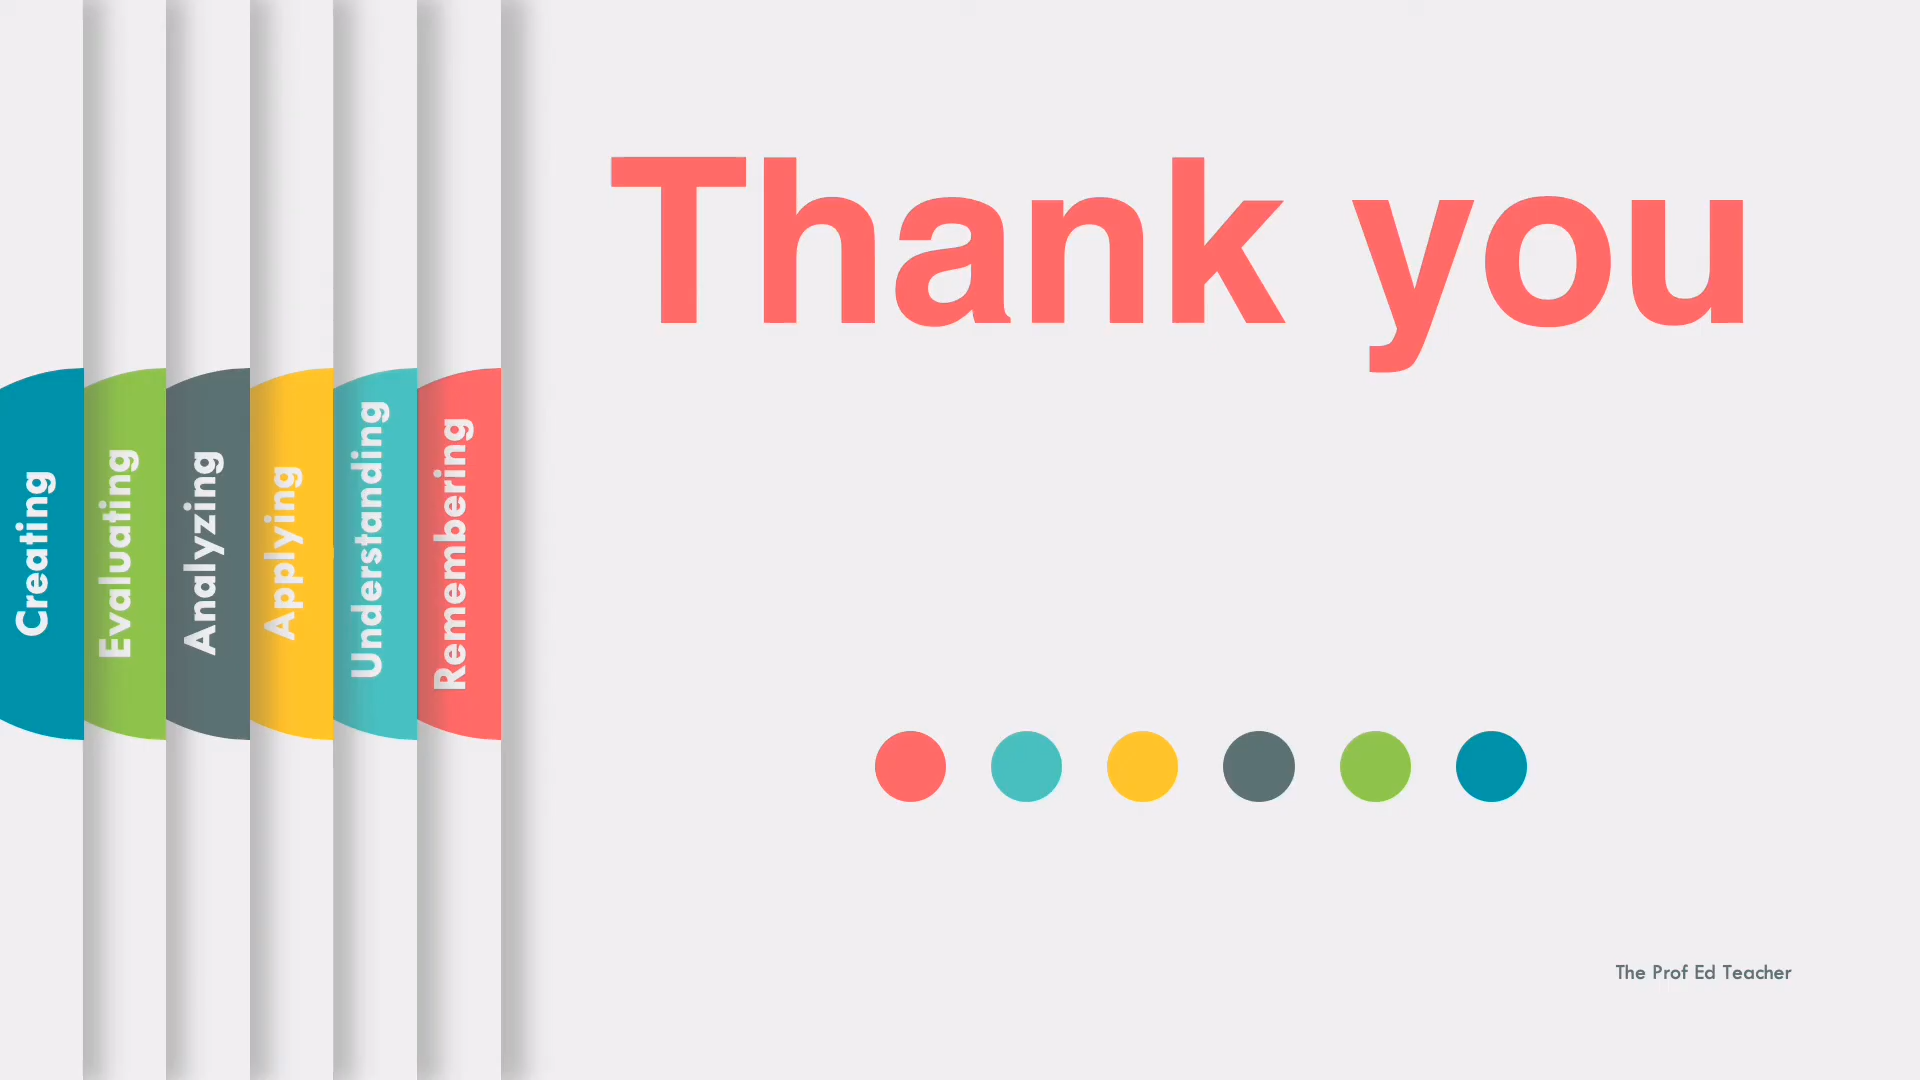 Creating
Evaluating
Analyzing
Applying
Understanding
Remembering
Thank you
The Prof Ed Teacher